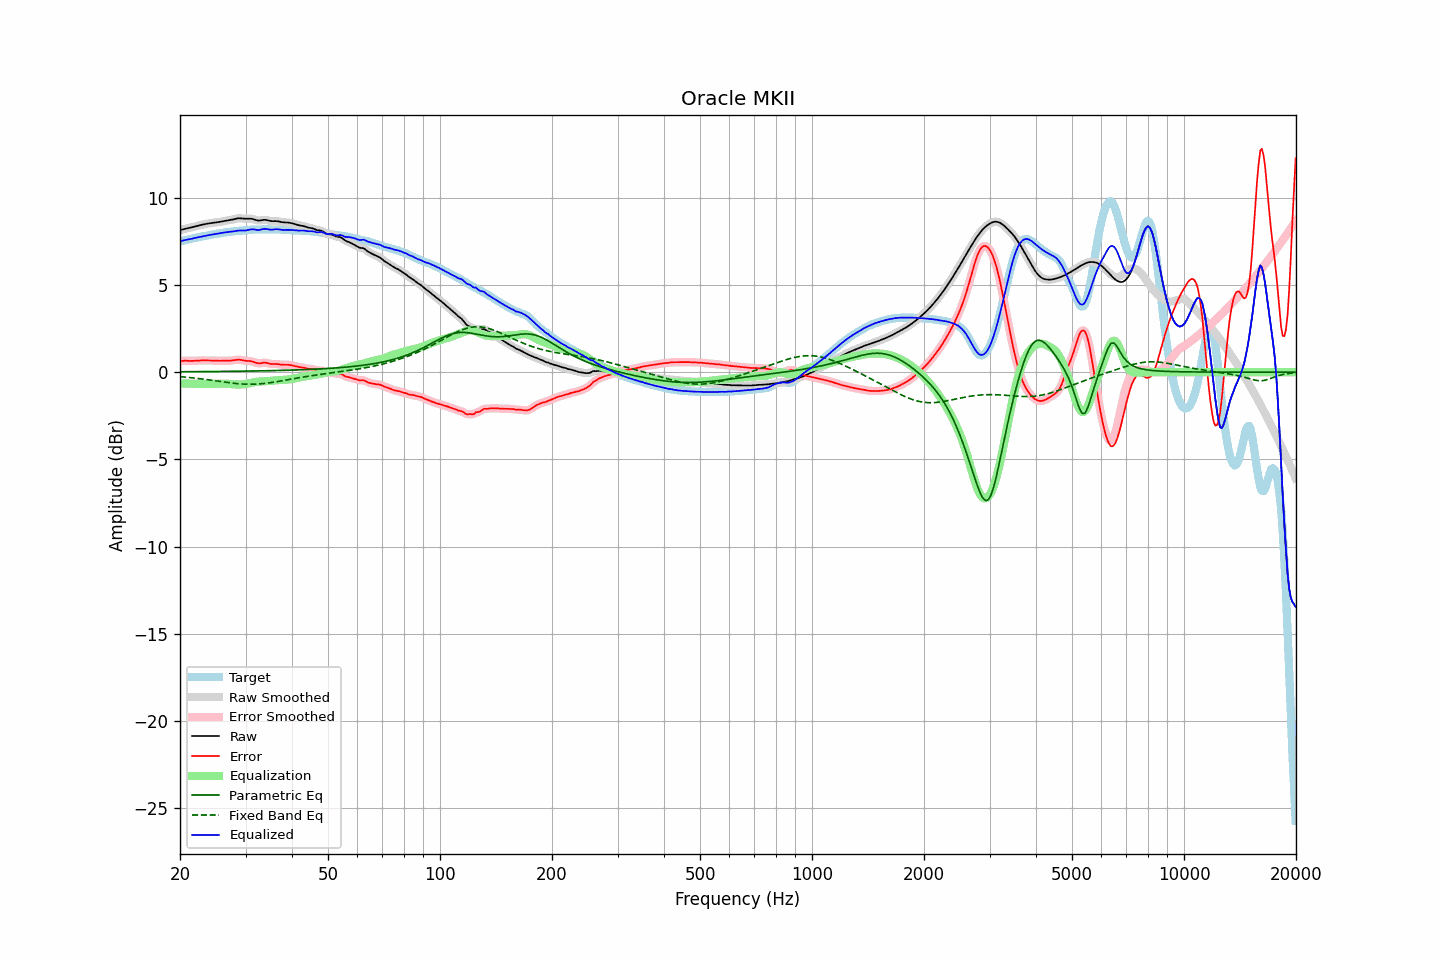 Oracle MKII
Amplitude (dBr)
10
5
0
−5
−10
−15
−20
−25
Target
Raw Smoothed
Error Smoothed
Raw
Error
Equalization
Parametric Eq
Fixed Band Eq
Equalized
20 50 100 200 500 1000 2000 5000 10000 20000
Frequency (Hz)